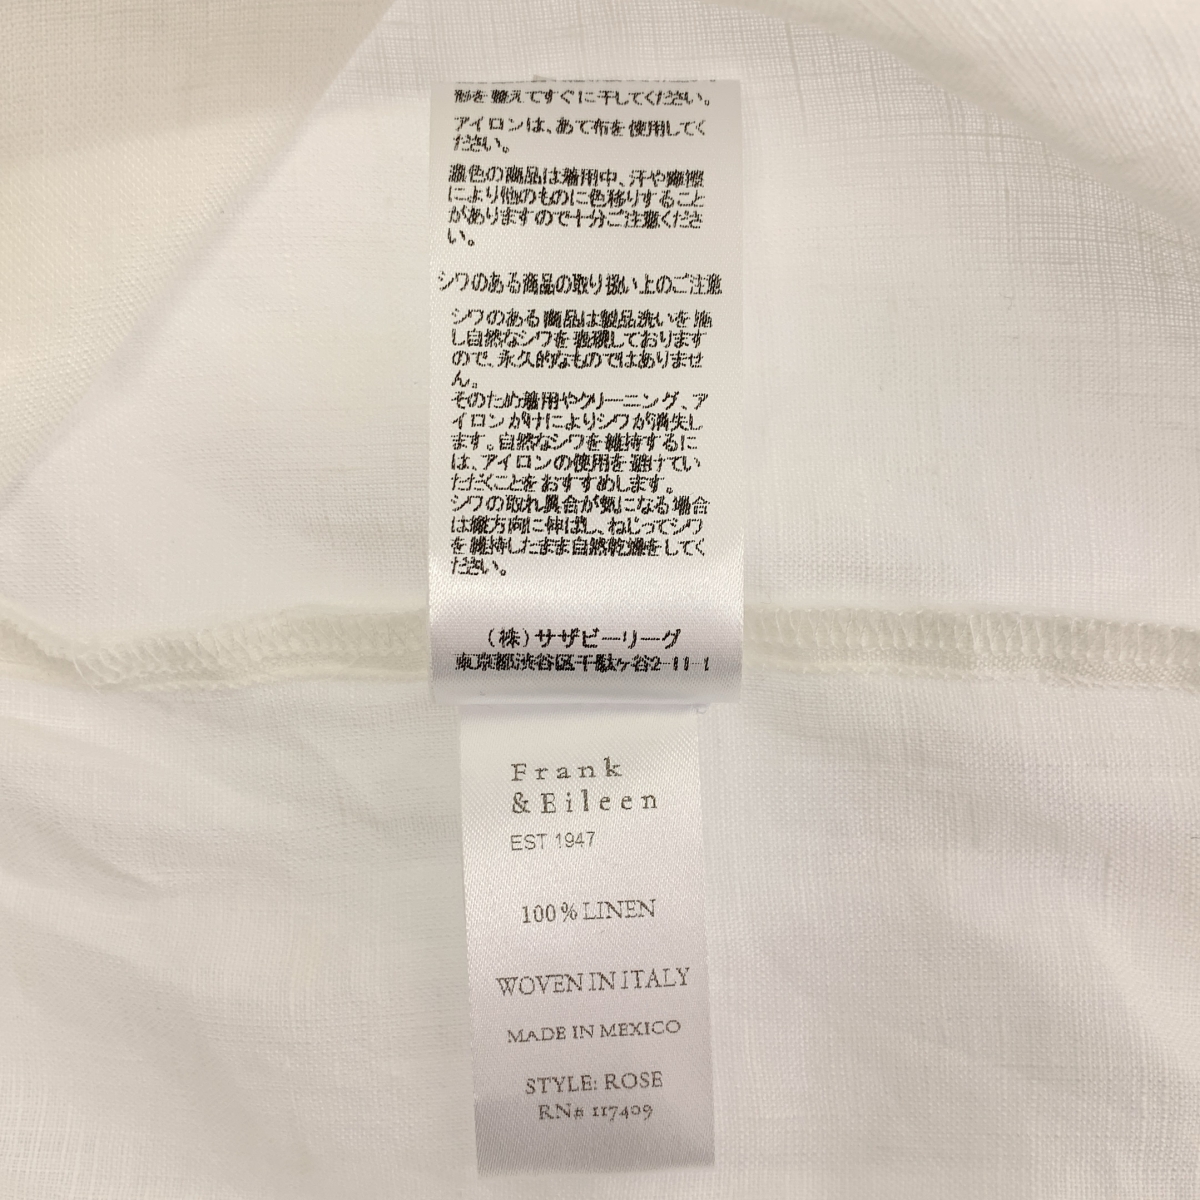 形を整えてすぐに干してください。
アイロンは、あて布を使用してく
ださい。
濃色の商品は着用中、汗や摩擦
により他のものに色移りすること
がありますので十分ご注意くださ
い。
シワのある商品の取り扱い上のご注意
シワのある商品は製品洗いを施
し自然なシワを強調しております
ので、永久的なものではありませ
ん。
そのため着用やクリーニング、ア
イロンがけによりシワが消失し
ます。自然なシワを維持するに
は、アイロンの使用を避けてい
ただくことをおすすめします。
シワの取れ具合が気になる場合
は縦方向に伸ばし、ねじってシワ
を維持したまま自然乾燥をしてく
ださい。
(株)サザビーリーグ
東京都渋谷区千駄ヶ谷2-11-1
Frank
&Eileen
EST 1947
100% LINEN
WOVEN IN ITALY
MADE IN MEXICO
STYLE: ROSE
RN# 117409